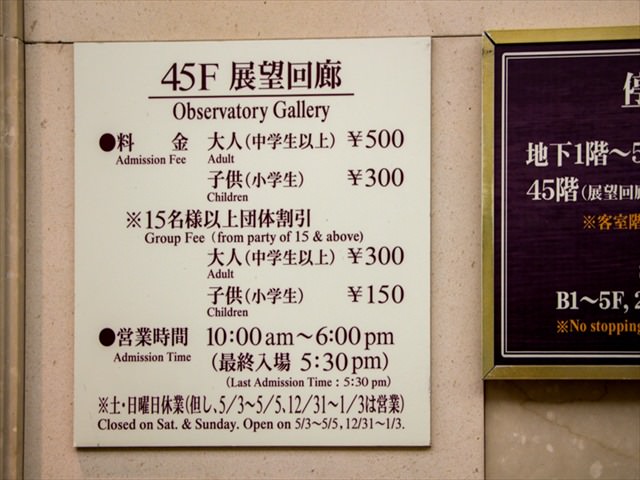 45F 展望回廊
Observatory Gallery
●料 金 大人(中学生以上) ￥500
Admission Fee Adult
子供(小学生) ￥300
Children
※15名様以上団体割引
Group Fee (from party of 15 & above)
大人(中学生以上) ￥300
Adult
子供(小学生) ￥150
Children
●営業時間 10:00 am～6:00 pm
Admission Time
(最終入場 5:30 pm)
(Last Admission Time : 5:30 pm)
※土・日曜日休業(但し、5/3～5/5, 12/31～1/3は営業)
Closed on Sat. & Sunday. Open on 5/3~5/5, 12/31~1/3.
地下1階～5
45階(展望回廊
※客室階
B1～5F, 2
※No stopping